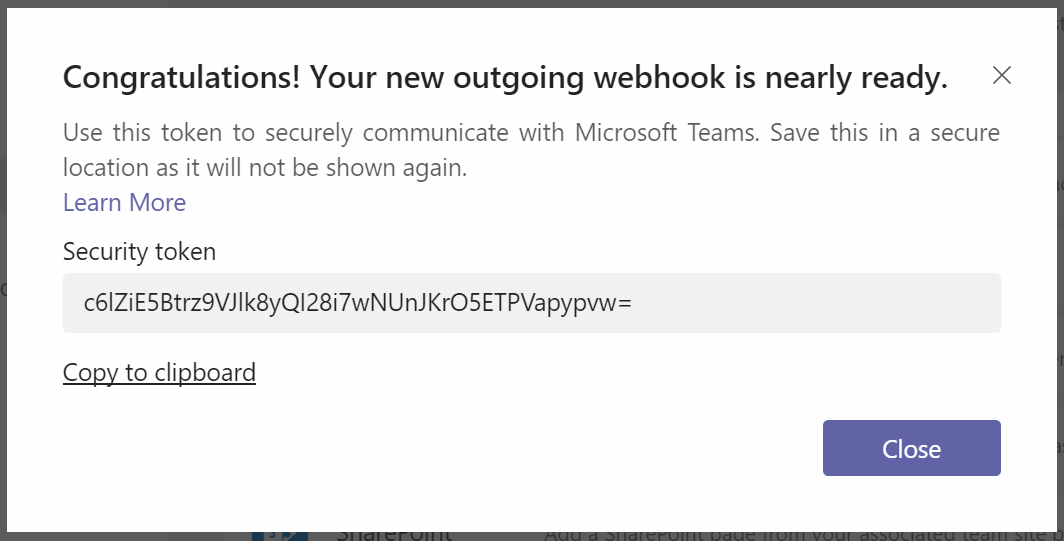 Congratulations! Your new outgoing webhook is nearly ready.
Use this token to securely communicate with Microsoft Teams. Save this in a secure
location as it will not be shown again.
Learn More
Security token
c6lZiE5Btrz9VJlk8yQI28i7wNUnJKrO5ETPVapypvw=
Copy to clipboard
Close
SharePoint
Add a SharePoint page from your associated team site